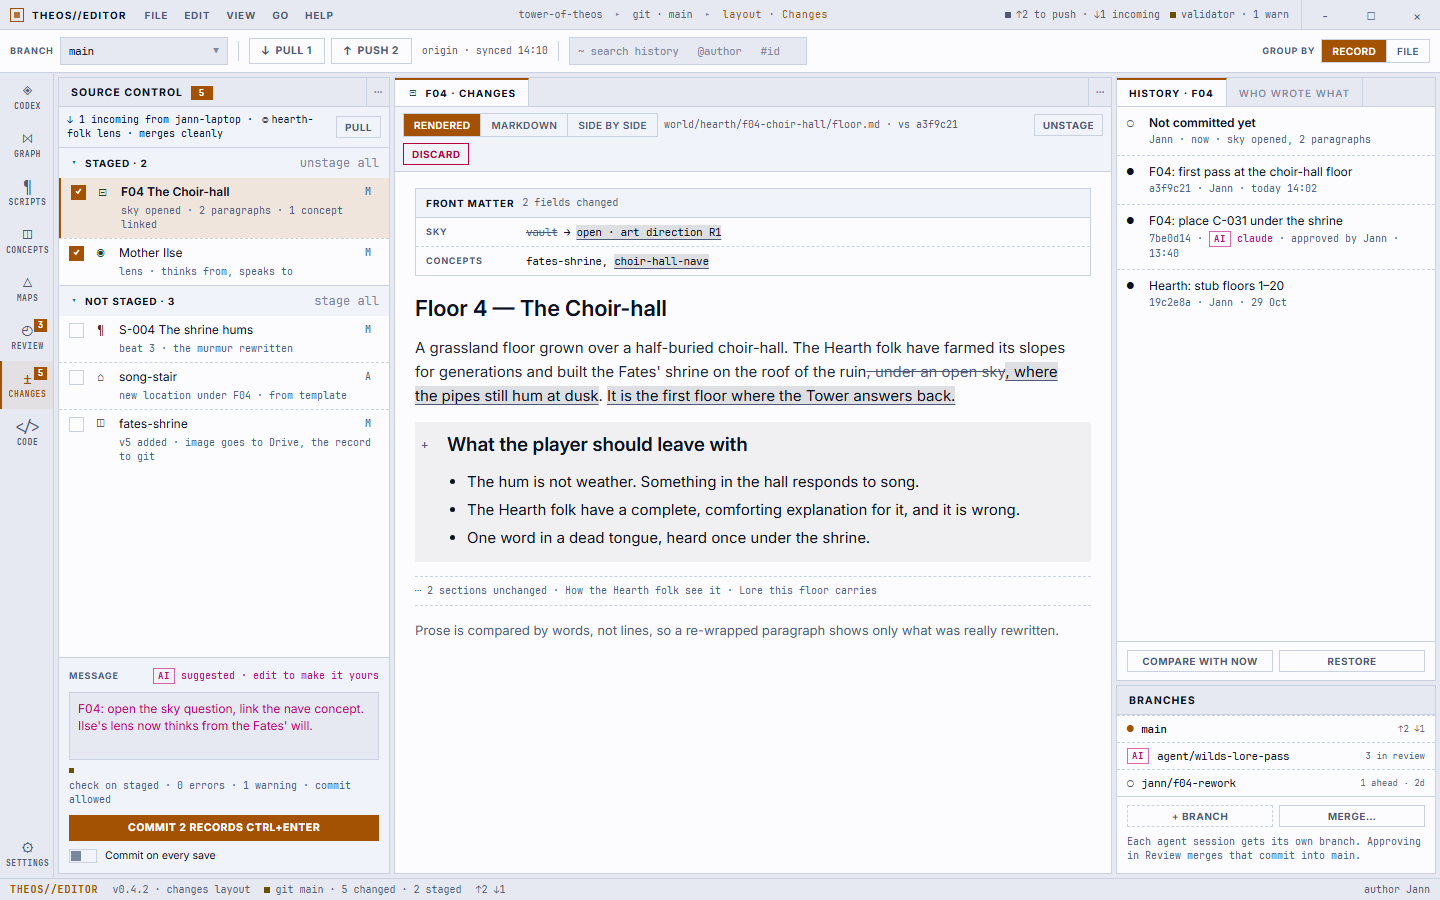 THEOS//EDITOR FILE EDIT VIEW GO HELP
tower-of-theos ▸ git · main ▸ layout · Changes
↑2 to push · ↓1 incoming validator · 1 warn
BRANCH main ↓ PULL 1 ↑ PUSH 2 origin · synced 14:10 ~ search history @author #id GROUP BY RECORD FILE
CODEX
GRAPH
SCRIPTS
CONCEPTS
MAPS
3
REVIEW
5
CHANGES
CODE
SETTINGS
SOURCE CONTROL 5 ⋯
↓ 1 incoming from jann-laptop · hearth-
folk lens · merges cleanly
PULL
STAGED · 2 unstage all
F04 The Choir-hall M
sky opened · 2 paragraphs · 1 concept
linked
Mother Ilse M
lens · thinks from, speaks to
NOT STAGED · 3 stage all
¶ S-004 The shrine hums M
beat 3 · the murmur rewritten
song-stair A
new location under F04 · from template
fates-shrine M
v5 added · image goes to Drive, the record
to git
MESSAGE AI suggested · edit to make it yours
F04: open the sky question, link the nave concept.
Ilse's lens now thinks from the Fates' will.
check on staged · 0 errors · 1 warning · commit
allowed
COMMIT 2 RECORDS CTRL+ENTER
Commit on every save
F04 · CHANGES ⋯
RENDERED MARKDOWN SIDE BY SIDE world/hearth/f04-choir-hall/floor.md · vs a3f9c21 UNSTAGE
DISCARD
FRONT MATTER 2 fields changed
SKY vault → open · art direction R1
CONCEPTS fates-shrine, choir-hall-nave
Floor 4 — The Choir-hall
A grassland floor grown over a half-buried choir-hall. The Hearth folk have farmed its slopes
for generations and built the Fates' shrine on the roof of the ruin, under an open sky, where
the pipes still hum at dusk. It is the first floor where the Tower answers back.
+ What the player should leave with
• The hum is not weather. Something in the hall responds to song.
• The Hearth folk have a complete, comforting explanation for it, and it is wrong.
• One word in a dead tongue, heard once under the shrine.
⋯ 2 sections unchanged · How the Hearth folk see it · Lore this floor carries
Prose is compared by words, not lines, so a re-wrapped paragraph shows only what was really rewritten.
HISTORY · F04 WHO WROTE WHAT
Not committed yet
Jann · now · sky opened, 2 paragraphs
F04: first pass at the choir-hall floor
a3f9c21 · Jann · today 14:02
F04: place C-031 under the shrine
7be0d14 · AI claude · approved by Jann ·
13:40
Hearth: stub floors 1–20
19c2e8a · Jann · 29 Oct
COMPARE WITH NOW RESTORE
BRANCHES
main ↑2 ↓1
AI agent/wilds-lore-pass 3 in review
jann/f04-rework 1 ahead · 2d
+ BRANCH MERGE…
Each agent session gets its own branch. Approving
in Review merges that commit into main.
THEOS//EDITOR v0.4.2 · changes layout git main · 5 changed · 2 staged ↑2 ↓1 author Jann